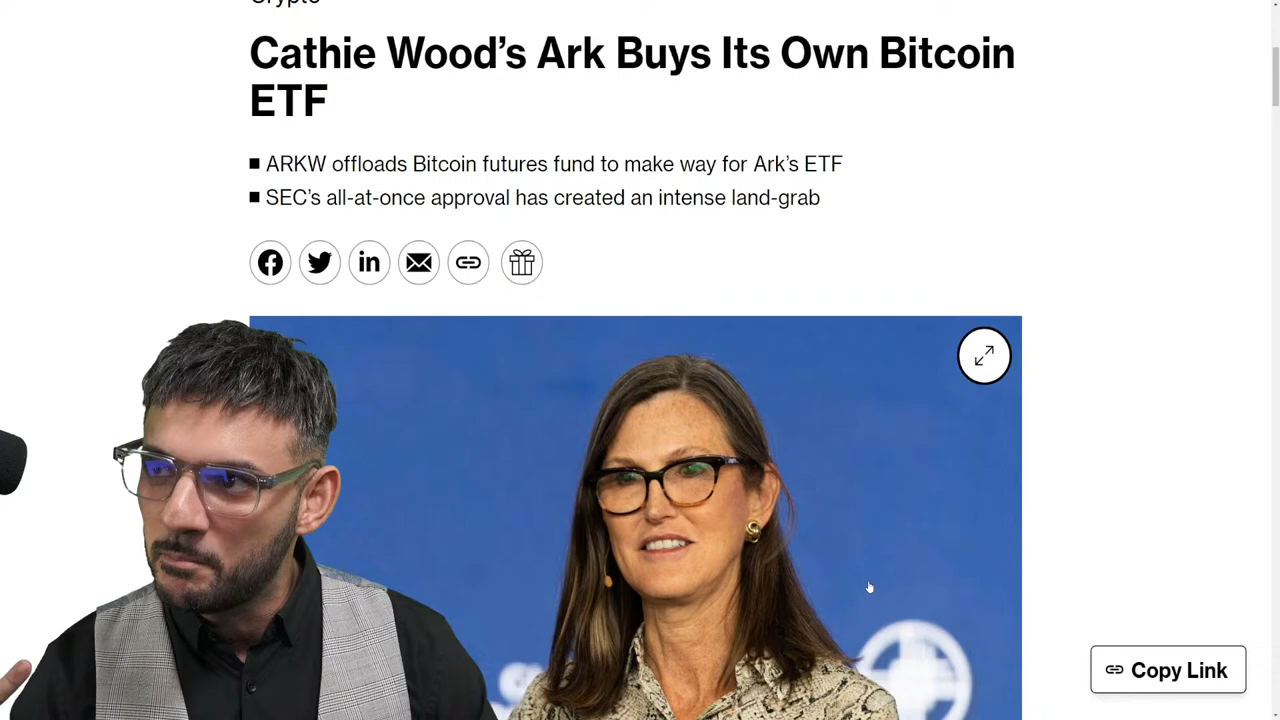 Crypto
Cathie Wood's Ark Buys Its Own Bitcoin
ETF
ARKW offloads Bitcoin futures fund to make way for Ark's ETF
SEC's all-at-once approval has created an intense land-grab
in
Copy Link